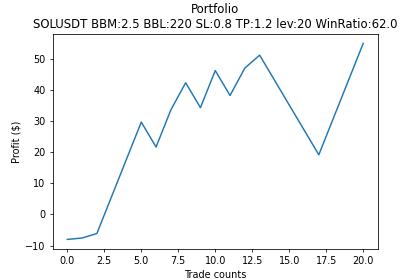 Portfolio
SOLUSDT BBM:2.5 BBL:220 SL:0.8 TP:1.2 lev:20 WinRatio:62.0
Profit ($)
50
40
30
20
10
0
−10
0.0 2.5 5.0 7.5 10.0 12.5 15.0 17.5 20.0
Trade counts